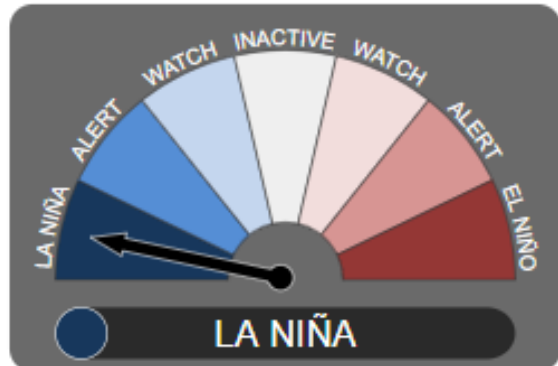 LA NIÑA
ALERT
WATCH
INACTIVE
WATCH
ALERT
EL NIÑO
LA NIÑA